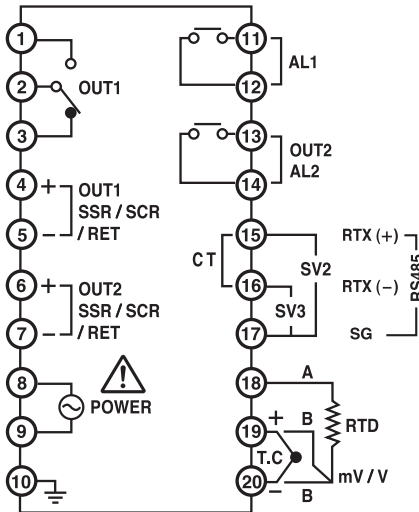 1
2
3
OUT1
4 +
5 -
OUT1
SSR / SCR
/ RET
6 +
7 -
OUT2
SSR / SCR
/ RET
8
9
POWER
!
10
11
12
AL1
13
14
OUT2
AL2
15
16
17
CT
SV2
SV3
RTX (+)
RTX (-)
SG
RS485
18 A
19 + B
20 - B
T.C
RTD
mV / V